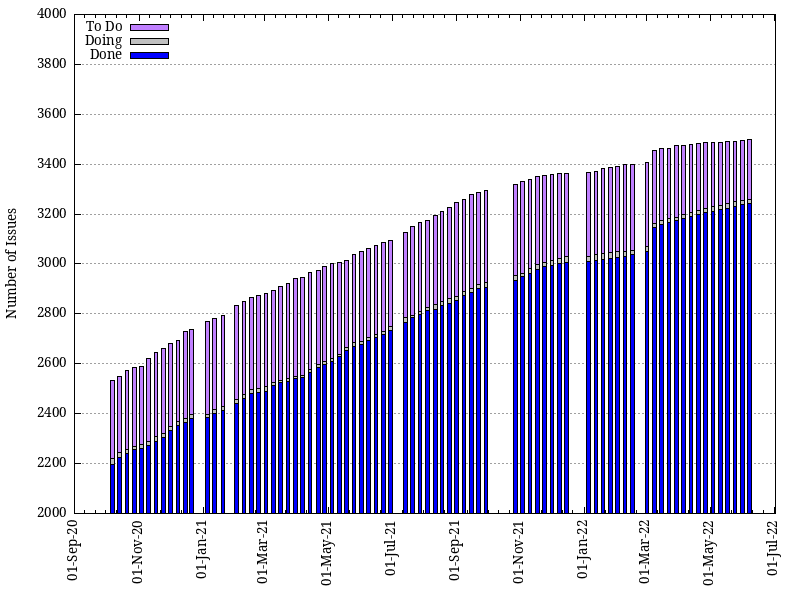 4000
3800
3600
3400
3200
3000
2800
2600
2400
2200
2000
Number of Issues
To Do
Doing
Done
01-Sep-20
01-Nov-20
01-Jan-21
01-Mar-21
01-May-21
01-Jul-21
01-Sep-21
01-Nov-21
01-Jan-22
01-Mar-22
01-May-22
01-Jul-22